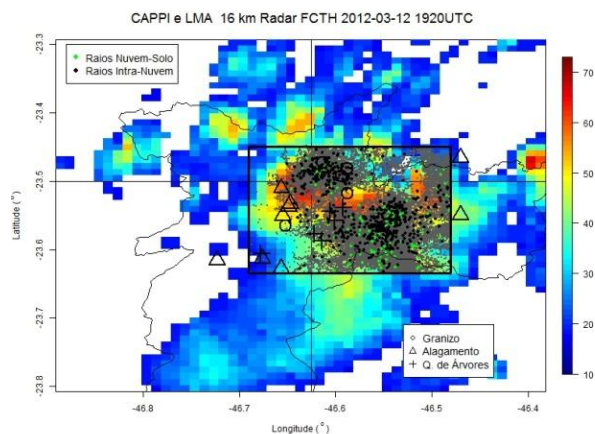 CAPPI e LMA 16 km Radar FCTH 2012-03-12 1920UTC
Raios Nuvem-Solo
Raios Intra-Nuvem
Granizo
Alagamento
Q. de Árvores
Latitude (°)
-23.3
-23.4
-23.5
-23.6
-23.7
-23.8
-46.8
-46.7
-46.6
-46.5
-46.4
Longitude (°)
70
60
50
40
30
20
10